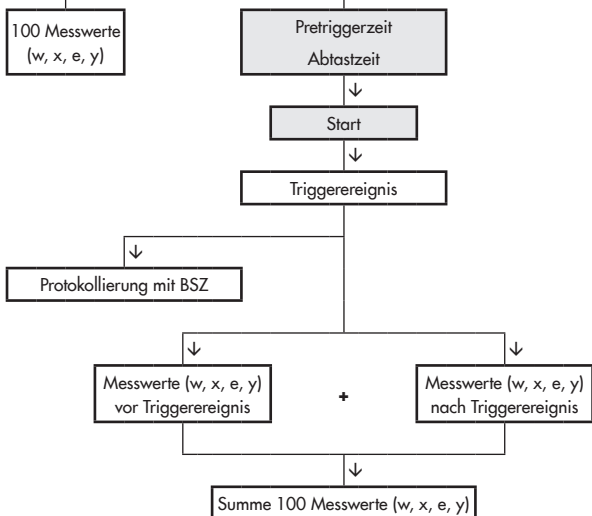 100 Messwerte
(w, x, e, y)
Pretriggerzeit
Abtastzeit
Start
Triggerereignis
Protokollierung mit BSZ
Messwerte (w, x, e, y)
vor Triggerereignis
+
Messwerte (w, x, e, y)
nach Triggerereignis
Summe 100 Messwerte (w, x, e, y)